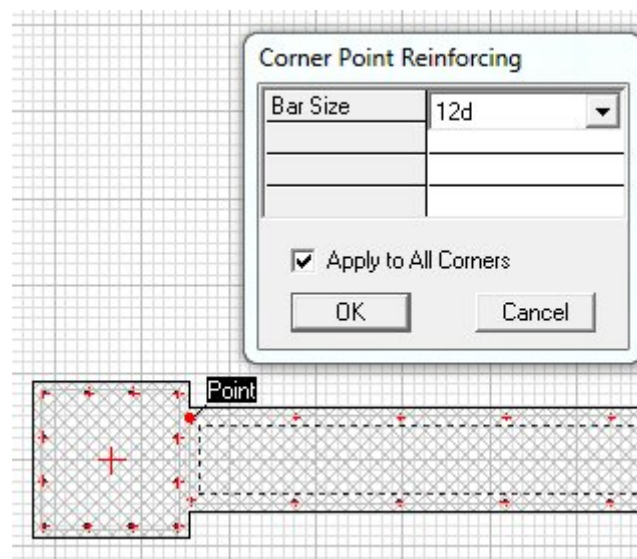 Corner Point Reinforcing
Bar Size 12d
Apply to All Corners
OK Cancel
Point